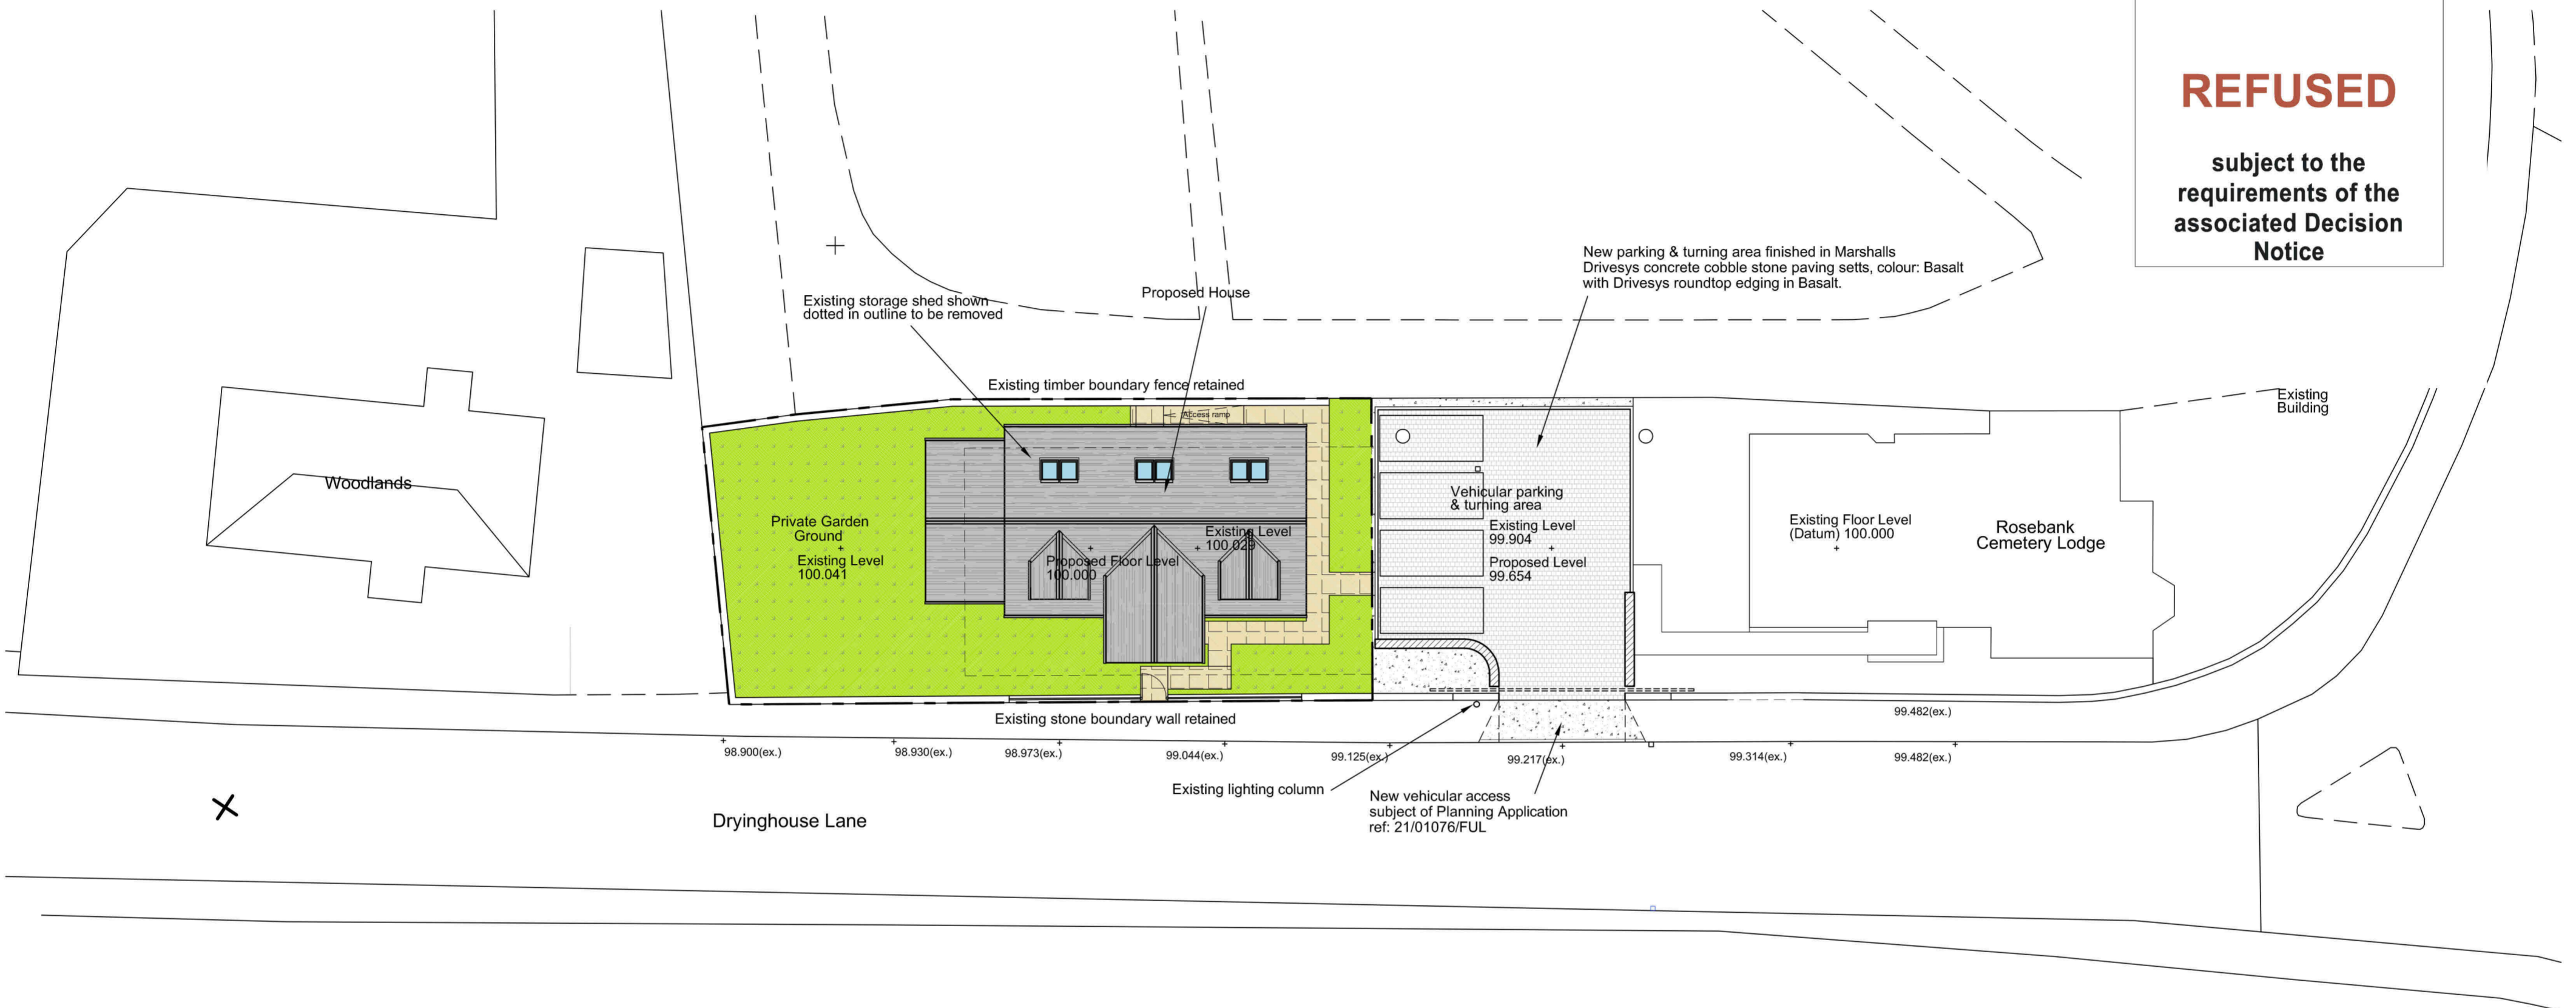 REFUSED
subject to the
requirements of the
associated Decision
Notice
New parking & turning area finished in Marshalls
Drivesys concrete cobble stone paving setts, colour: Basalt
with Drivesys roundtop edging in Basalt.
Existing storage shed shown
dotted in outline to be removed
Proposed House
Existing timber boundary fence retained
Access ramp
Existing
Building
Woodlands
Private Garden
Ground
Existing Level
100.041
Existing Level
100.029
Proposed Floor Level
100.000
Vehicular parking
& turning area
Existing Level
99.904
Proposed Level
99.654
Existing Floor Level
(Datum) 100.000
Rosebank
Cemetery Lodge
Existing stone boundary wall retained
99.482(ex.)
98.900(ex.)
98.930(ex.)
98.973(ex.)
99.044(ex.)
99.125(ex.)
99.217(ex.)
99.314(ex.)
99.482(ex.)
Existing lighting column
New vehicular access
subject of Planning Application
ref: 21/01076/FUL
Dryinghouse Lane